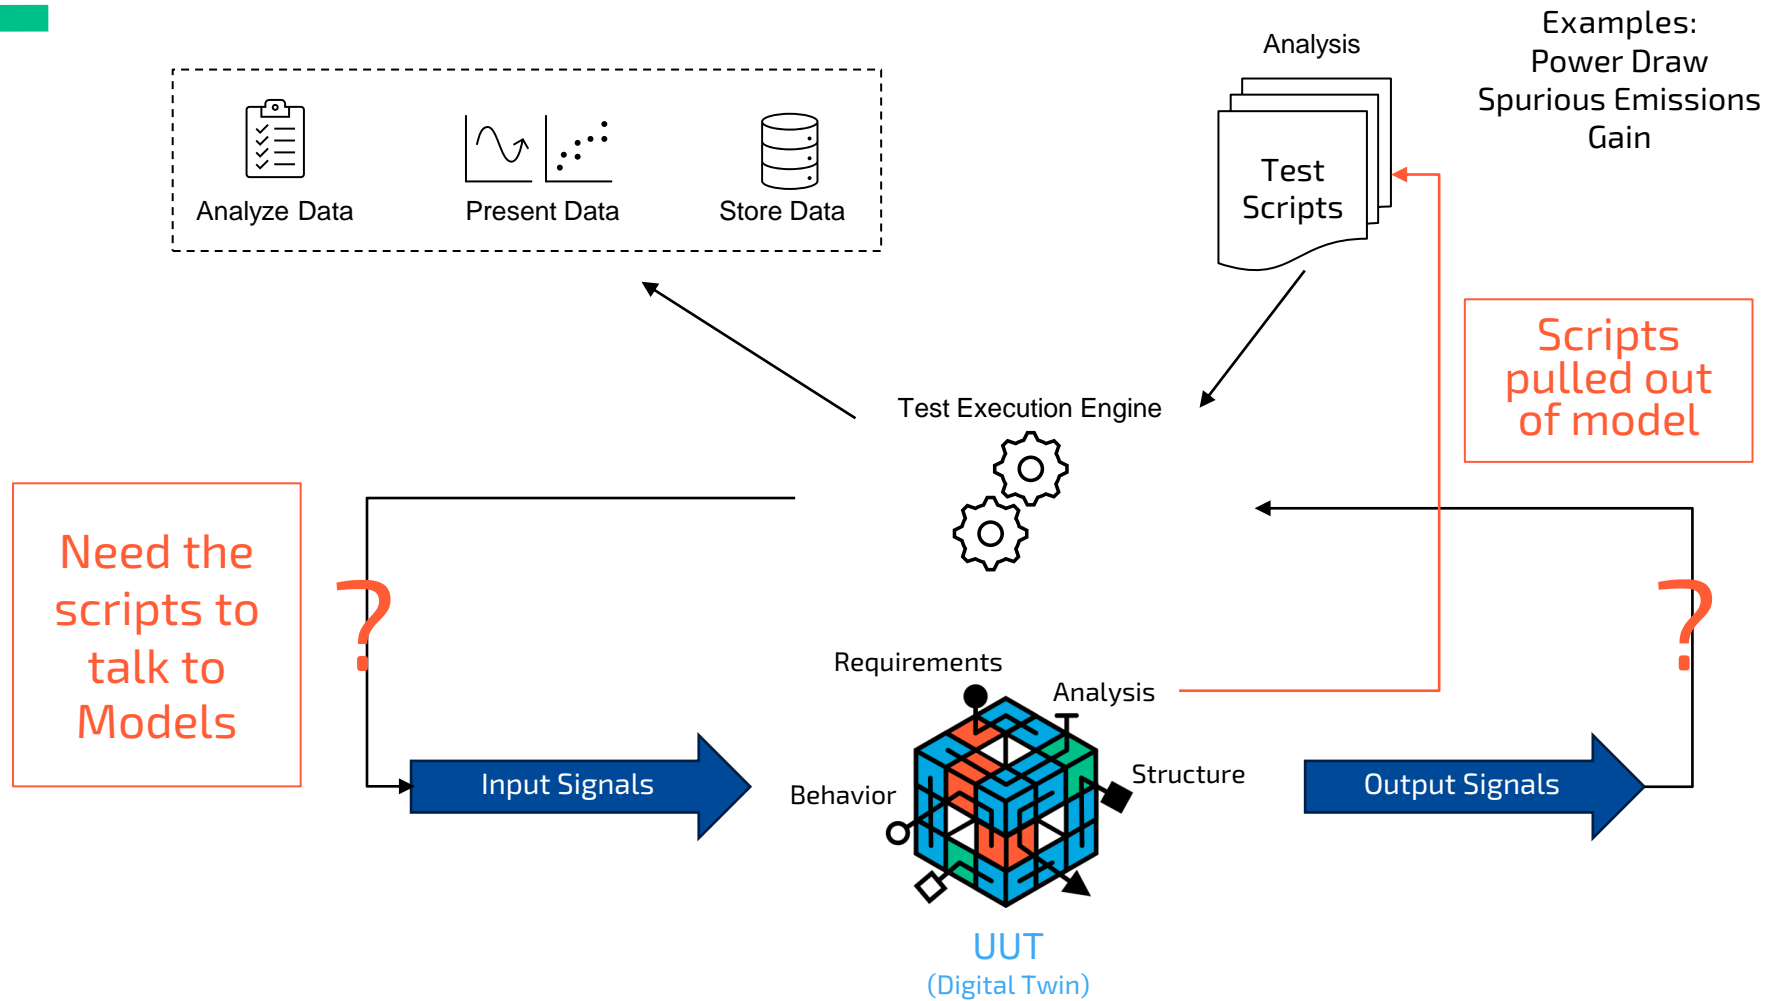 Analysis
Examples:
Power Draw
Spurious Emissions
Gain
Test
Scripts
Analyze Data
Present Data
Store Data
Scripts
pulled out
of model
Test Execution Engine
Need the
scripts to
talk to
Models
?
?
Requirements
Analysis
Structure
Behavior
Input Signals
Output Signals
UUT
(Digital Twin)